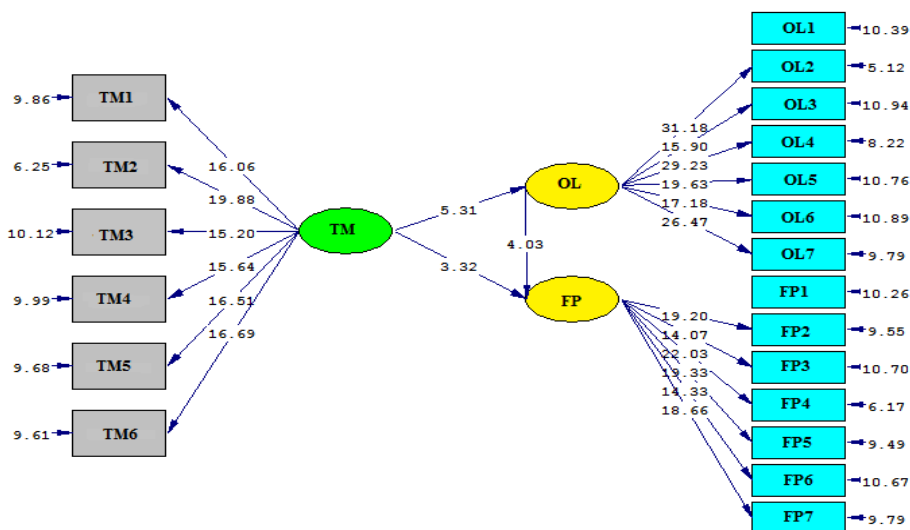 OL1
10.39
OL2
5.12
OL3
10.94
OL4
8.22
OL5
10.76
OL6
10.89
OL7
9.79
FP1
10.26
FP2
9.55
FP3
10.70
FP4
6.17
FP5
9.49
FP6
10.67
FP7
9.79
9.86
TM1
6.25
TM2
10.12
TM3
9.99
TM4
9.68
TM5
9.61
TM6
16.06
19.88
15.20
15.64
16.51
16.69
TM
5.31
3.32
OL
4.03
FP
31.18
15.90
29.23
19.63
17.18
26.47
19.20
14.07
22.03
19.33
14.33
18.66